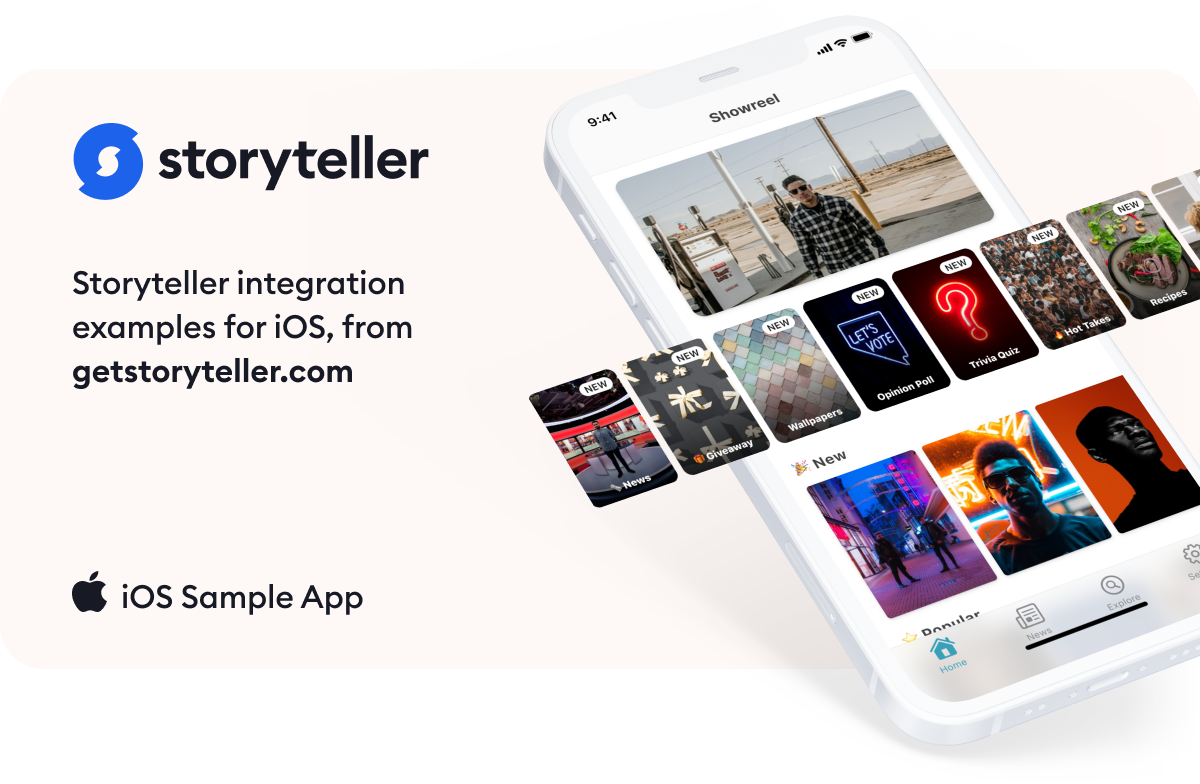 storyteller
Storyteller integration
examples for iOS, from
getstoryteller.com
iOS Sample App
9:41
Showreel
NEW
News
NEW
🎁 Giveaway
NEW
Wallpapers
NEW
LET'S
VOTE
Opinion Poll
NEW
Trivia Quiz
NEW
🔥 Hot Takes
NEW
Recipes
🎉 New
Popular
Home
News
Explore